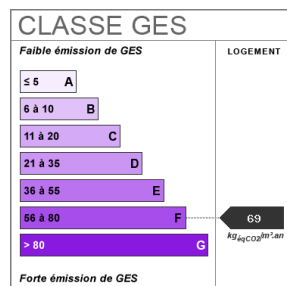 CLASSE GES
Faible émission de GES
LOGEMENT
≤ 5 A
6 à 10 B
11 à 20 C
21 à 35 D
36 à 55 E
56 à 80 F
69
kgéqCO2/m².an
> 80 G
Forte émission de GES